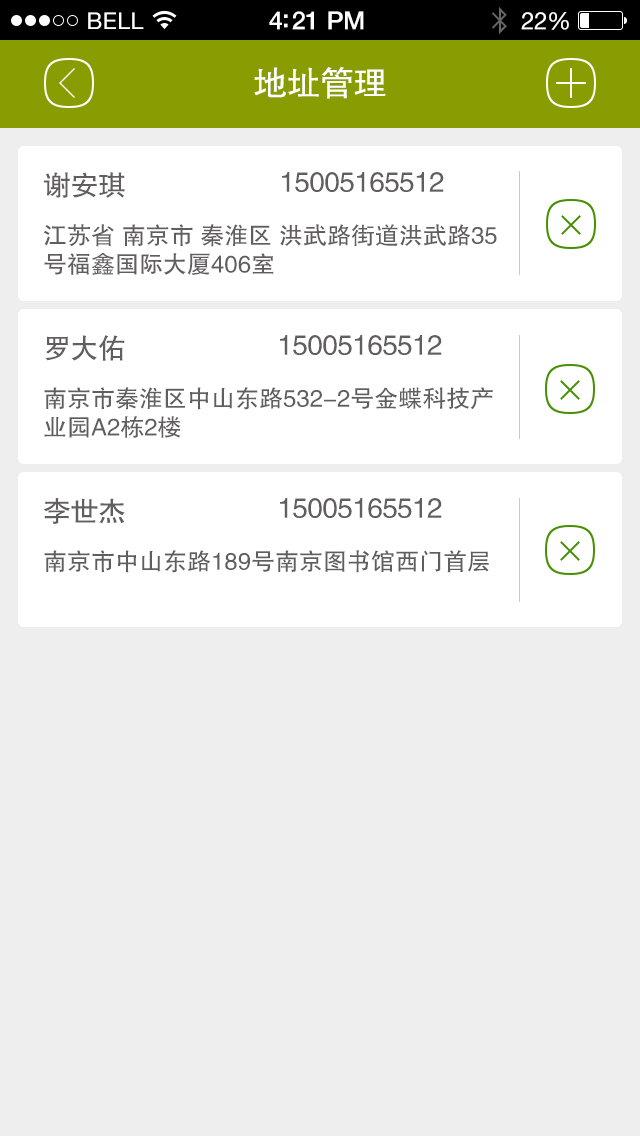 BELL 4:21 PM 22%
地址管理
谢安琪 15005165512
江苏省 南京市 秦淮区 洪武路街道洪武路35
号福鑫国际大厦406室
罗大佑 15005165512
南京市秦淮区中山东路532-2号金蝶科技产
业园A2栋2楼
李世杰 15005165512
南京市中山东路189号南京图书馆西门首层